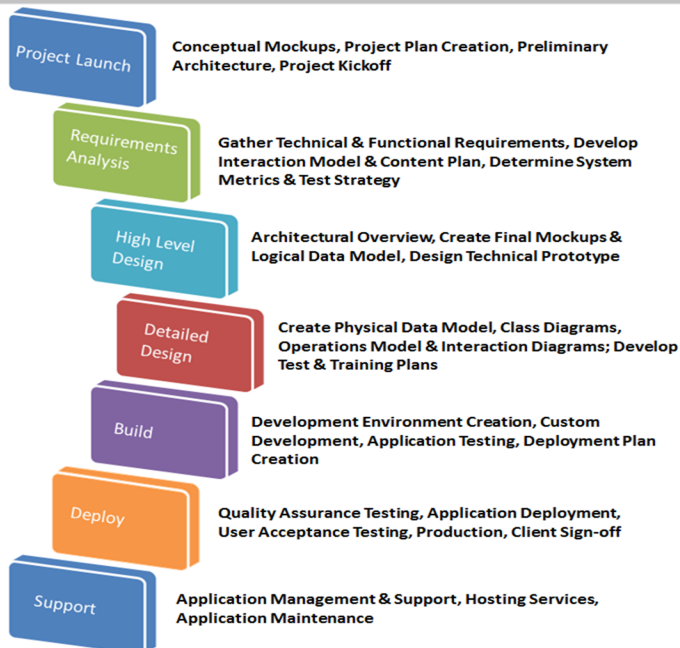 Project Launch
Conceptual Mockups, Project Plan Creation, Preliminary
Architecture, Project Kickoff
Requirements
Analysis
Gather Technical & Functional Requirements, Develop
Interaction Model & Content Plan, Determine System
Metrics & Test Strategy
High Level
Design
Architectural Overview, Create Final Mockups &
Logical Data Model, Design Technical Prototype
Detailed
Design
Create Physical Data Model, Class Diagrams,
Operations Model & Interaction Diagrams; Develop
Test & Training Plans
Build
Development Environment Creation, Custom
Development, Application Testing, Deployment Plan
Creation
Deploy
Quality Assurance Testing, Application Deployment,
User Acceptance Testing, Production, Client Sign-off
Support
Application Management & Support, Hosting Services,
Application Maintenance